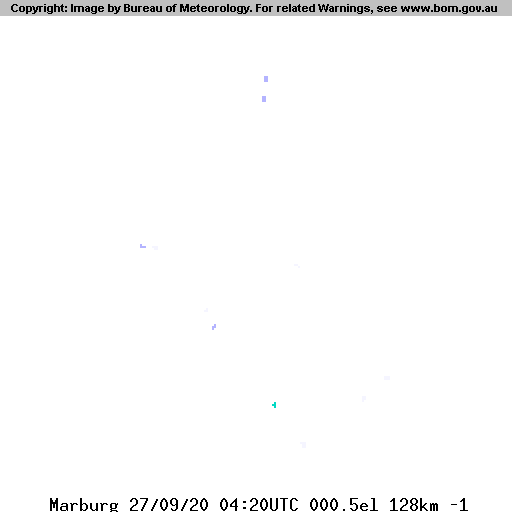 Copyright: Image by Bureau of Meteorology. For related Warnings, see www.bom.gov.au
Marburg 27/09/20 04:20UTC 000.5el 128km -1